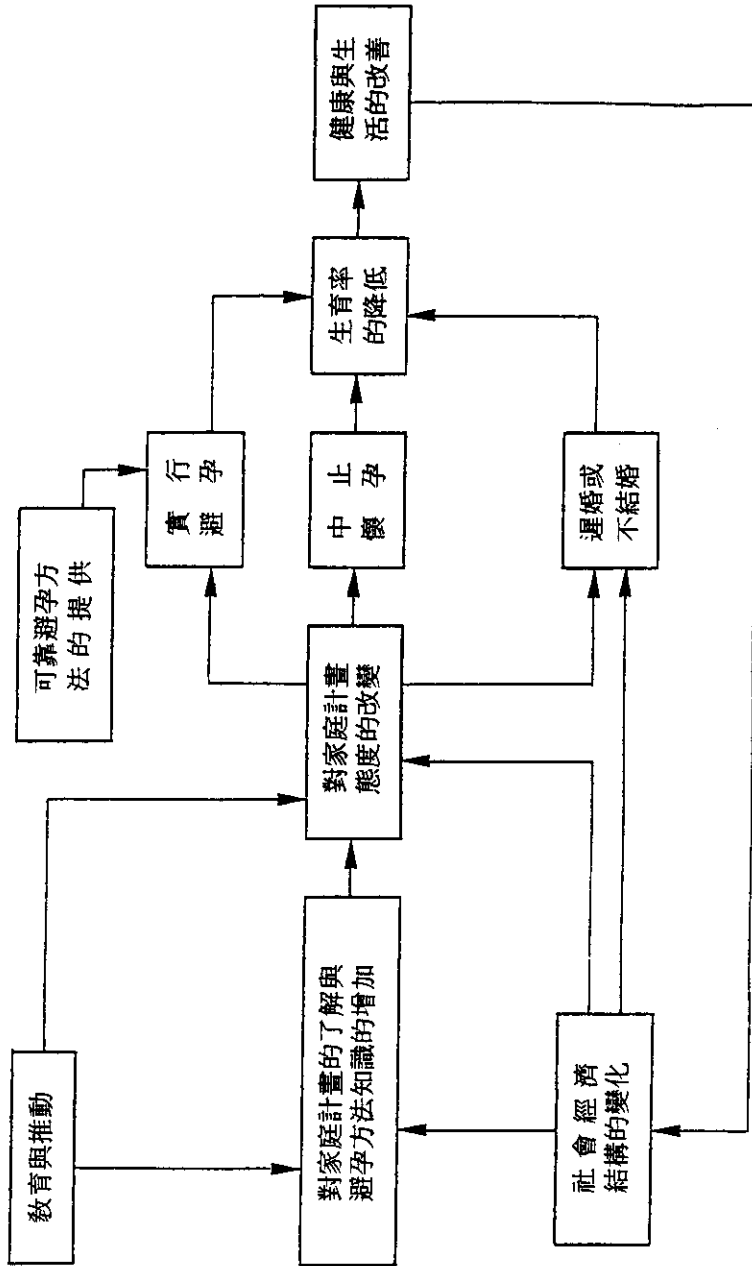 教育與推動
可靠避孕方
法的提供
實行
避孕
對家庭計畫的了解與
避孕方法知識的增加
對家庭計畫
態度的改變
中止
懷孕
生育率
的降低
健康與生
活的改善
社會經濟
結構的變化
遲婚或
不結婚